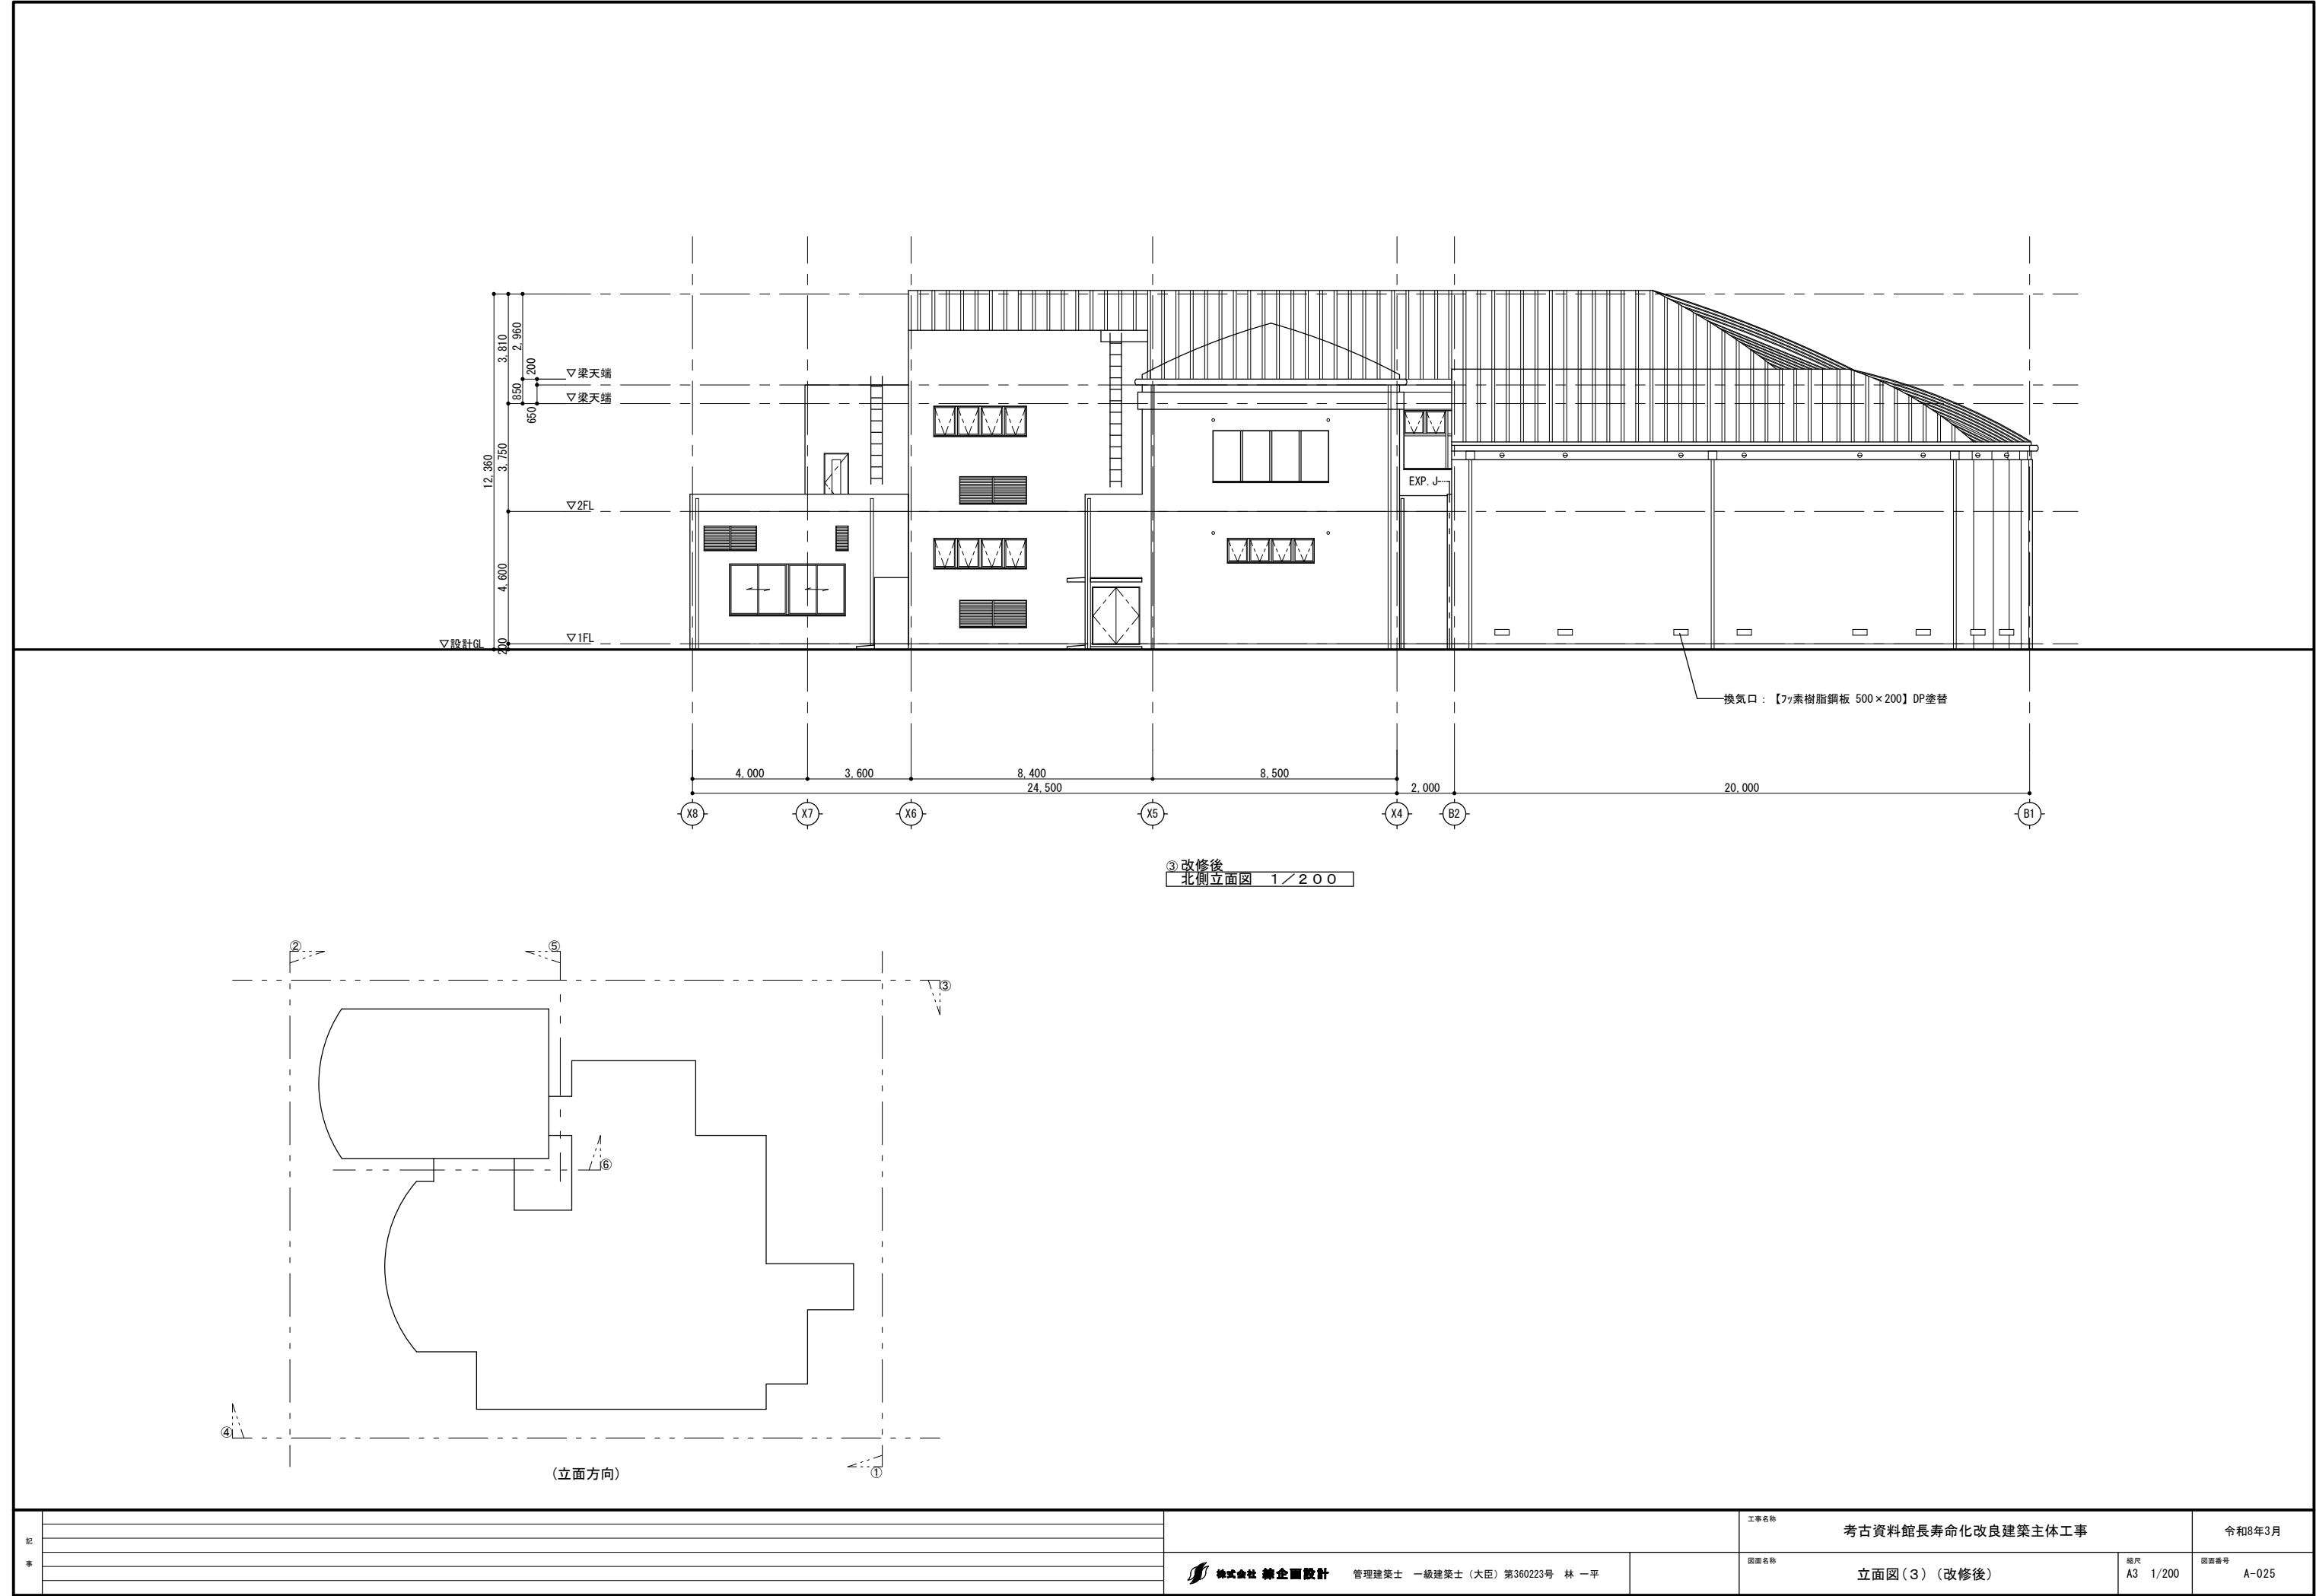 12,360
3,810
2,960
200
850
650
3,750
4,600
200
▽梁天端
▽梁天端
▽2FL
▽1FL
▽設計GL
EXP.J
換気口：【フッ素樹脂鋼板 500×200】DP塗替
4,000
3,600
8,400
8,500
24,500
2,000
20,000
X8
X7
X6
X5
X4
B2
B1
③改修後
北側立面図 1／200
②
⑤
③
⑥
④
①
(立面方向)
記
事
工事名称
考古資料館長寿命化改良建築主体工事
令和8年3月
株式会社 線企画設計
管理建築士 一級建築士（大臣）第360223号 林 一平
図面名称
立面図(3)（改修後）
縮尺
A3 1/200
図面番号
A-025